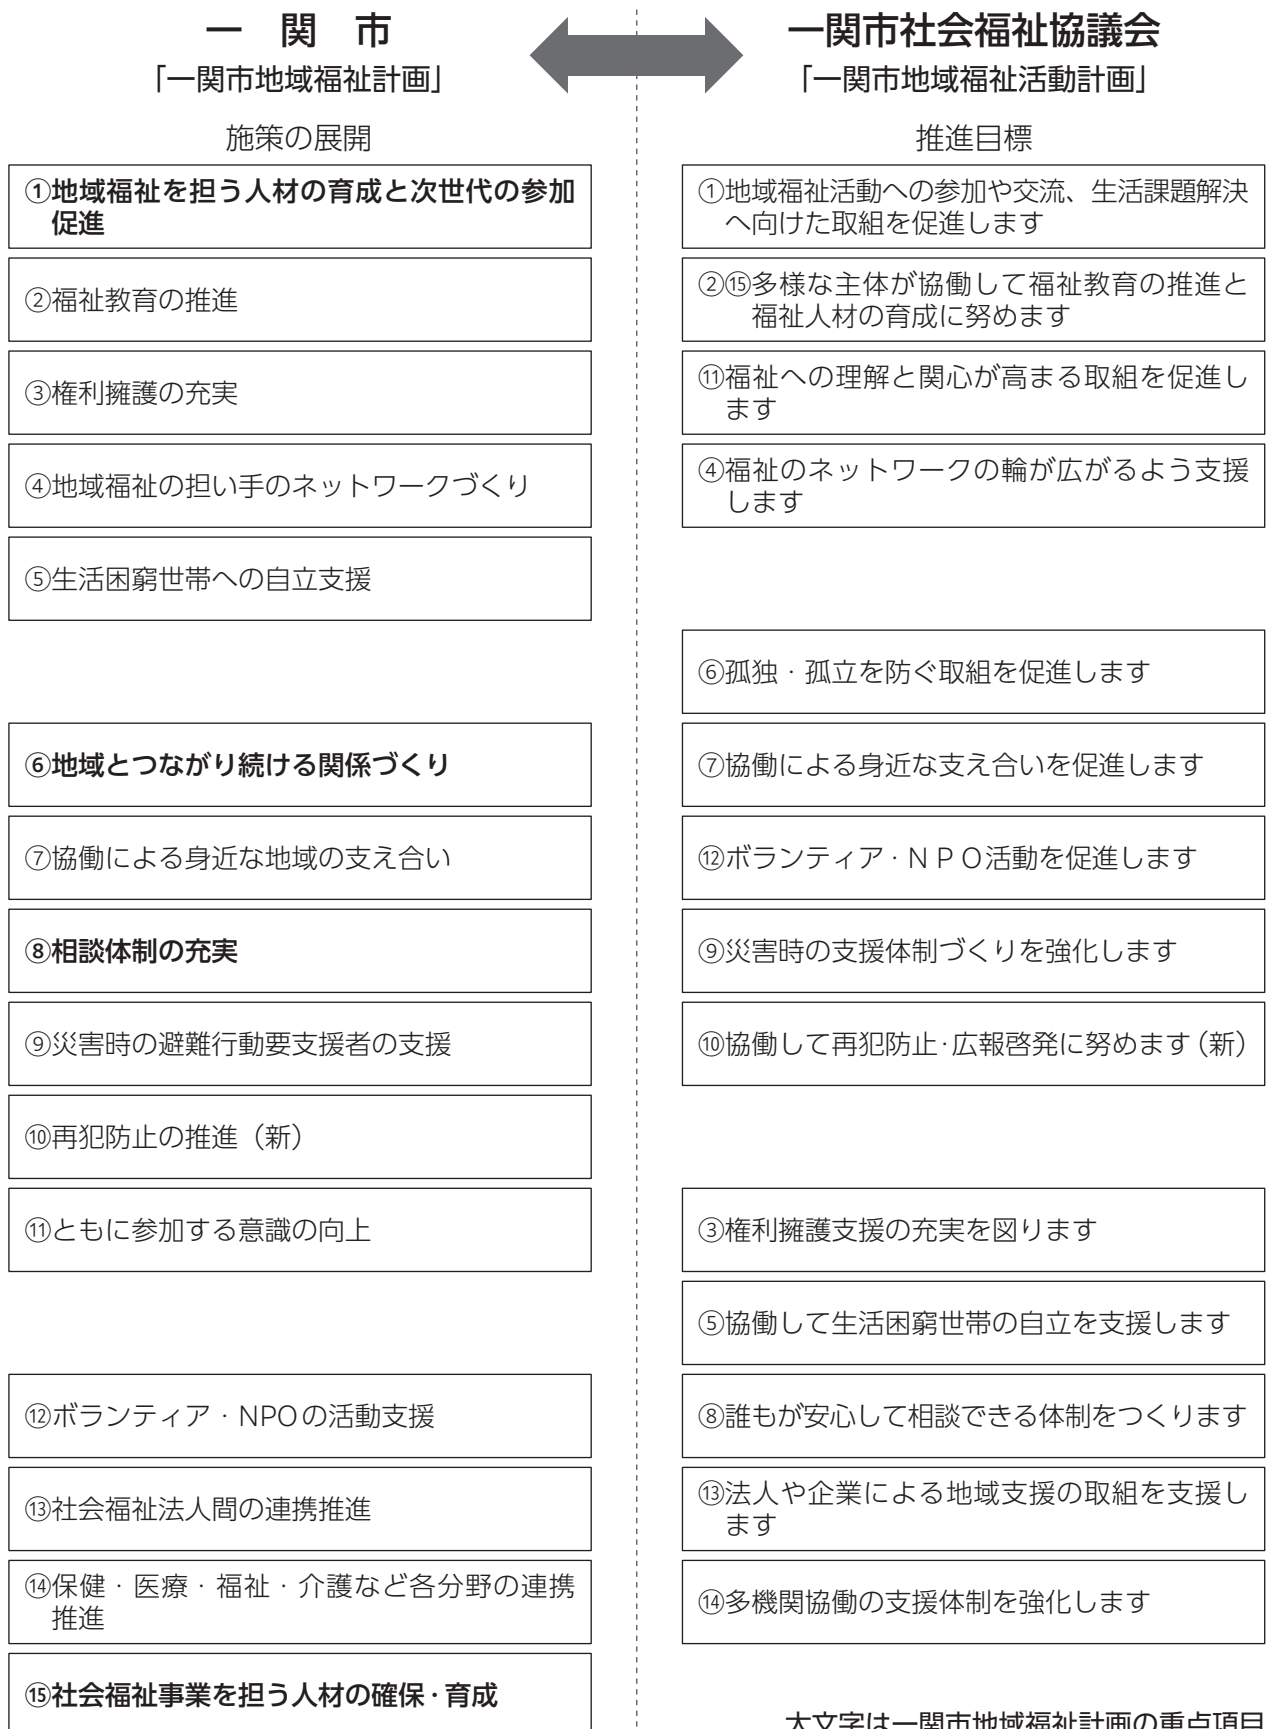 一　関　市
「一関市地域福祉計画」
施策の展開
①地域福祉を担う人材の育成と次世代の参加
促進
②福祉教育の推進
③権利擁護の充実
④地域福祉の担い手のネットワークづくり
⑤生活困窮世帯への自立支援
⑥地域とつながり続ける関係づくり
⑦協働による身近な地域の支え合い
⑧相談体制の充実
⑨災害時の避難行動要支援者の支援
⑩再犯防止の推進（新）
⑪ともに参加する意識の向上
⑫ボランティア・NPOの活動支援
⑬社会福祉法人間の連携推進
⑭保健・医療・福祉・介護など各分野の連携
推進
⑮社会福祉事業を担う人材の確保・育成
一関市社会福祉協議会
「一関市地域福祉活動計画」
推進目標
①地域福祉活動への参加や交流、生活課題解決
へ向けた取組を促進します
②⑮多様な主体が協働して福祉教育の推進と
福祉人材の育成に努めます
⑪福祉への理解と関心が高まる取組を促進し
ます
④福祉のネットワークの輪が広がるよう支援
します
⑥孤独・孤立を防ぐ取組を促進します
⑦協働による身近な支え合いを促進します
⑫ボランティア・ＮＰＯ活動を促進します
⑨災害時の支援体制づくりを強化します
⑩協働して再犯防止・広報啓発に努めます（新）
③権利擁護支援の充実を図ります
⑤協働して生活困窮世帯の自立を支援します
⑧誰もが安心して相談できる体制をつくります
⑬法人や企業による地域支援の取組を支援し
ます
⑭多機関協働の支援体制を強化します
太文字は一関市地域福祉計画の重点項目